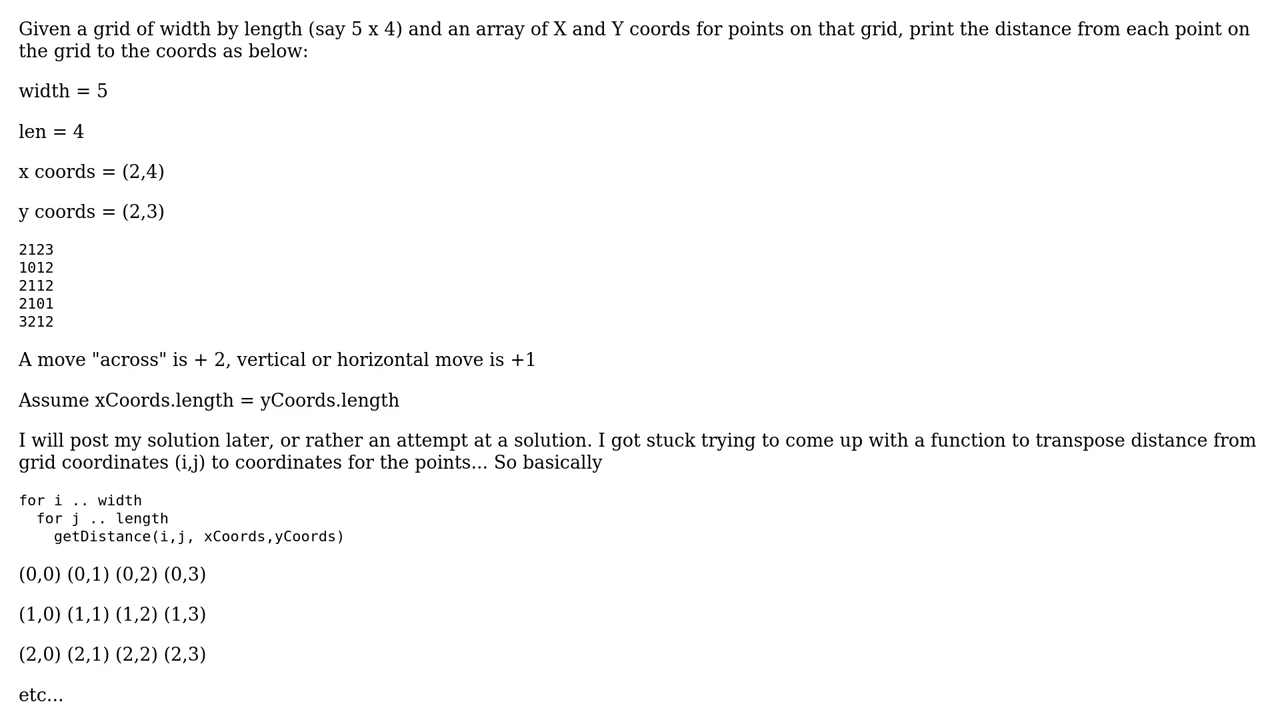 Given a grid of width by length (say 5 x 4) and an array of X and Y coords for points on that grid, print the distance from each point on
the grid to the coords as below:
width = 5
len = 4
x coords = (2,4)
y coords = (2,3)
2123
1012
2112
2101
3212
A move "across" is + 2, vertical or horizontal move is +1
Assume xCoords.length = yCoords.length
I will post my solution later, or rather an attempt at a solution. I got stuck trying to come up with a function to transpose distance from
grid coordinates (i,j) to coordinates for the points... So basically
for i .. width
  for j .. length
    getDistance(i,j, xCoords,yCoords)
(0,0) (0,1) (0,2) (0,3)
(1,0) (1,1) (1,2) (1,3)
(2,0) (2,1) (2,2) (2,3)
etc...